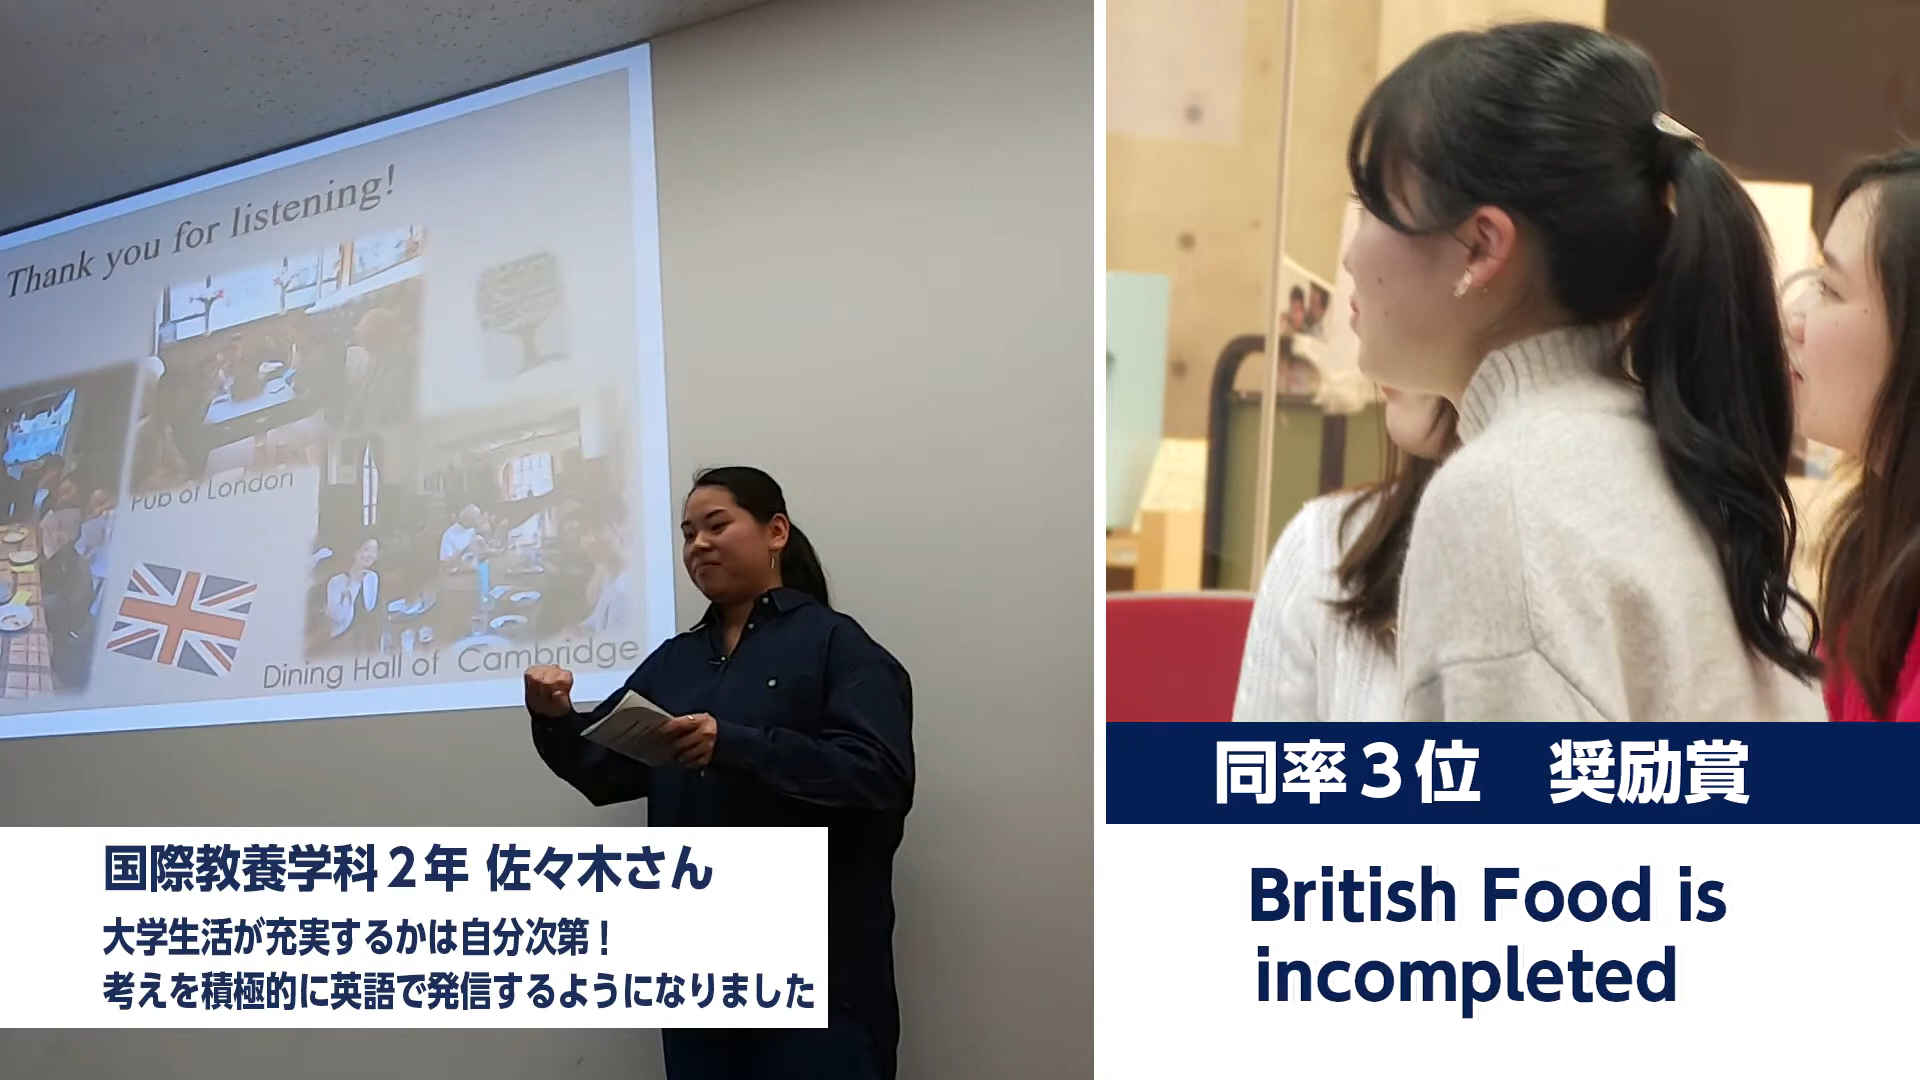 Thank you for listening!
Pub of London
Dining Hall of Cambridge
国際教養学科２年 佐々木さん
大学生活が充実するかは自分次第！
考えを積極的に英語で発信するようになりました
同率３位　奨励賞
British Food is
incompleted